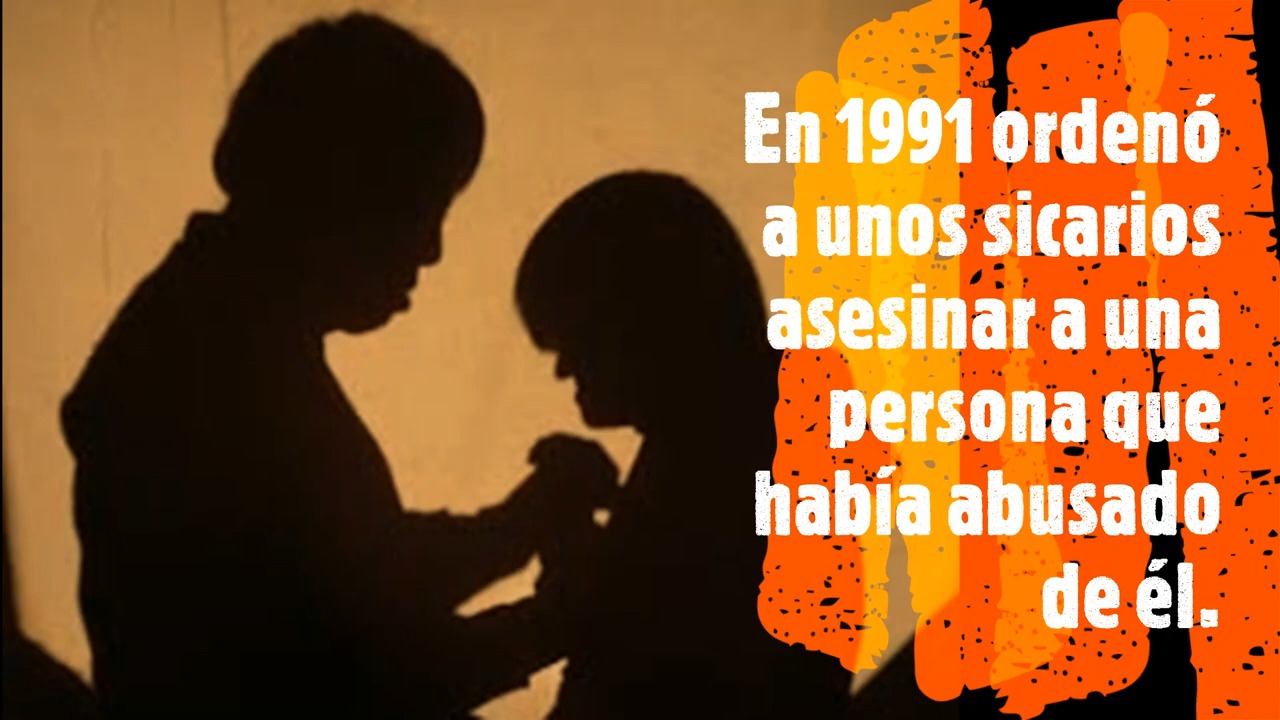 En 1991 ordenó
a unos sicarios
asesinar a una
persona que
había abusado
de él.